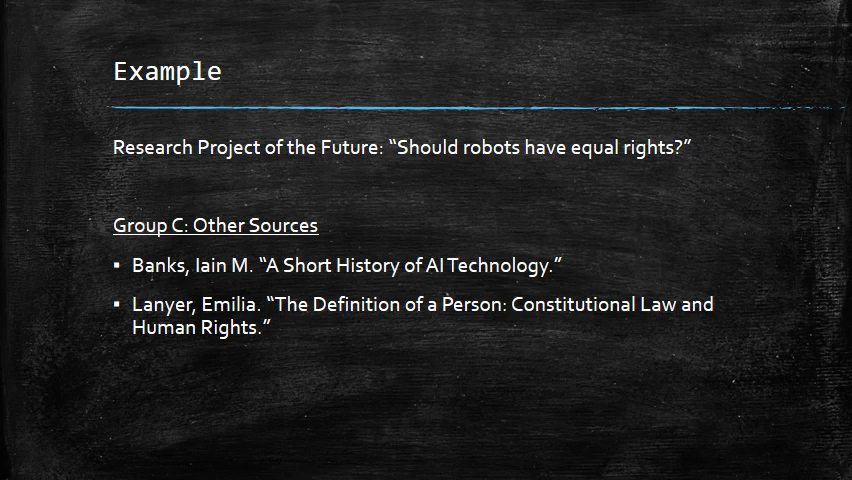 Example
Research Project of the Future: “Should robots have equal rights?”
Group C: Other Sources
▪ Banks, Iain M. “A Short History of AI Technology.”
▪ Lanyer, Emilia. “The Definition of a Person: Constitutional Law and
Human Rights.”